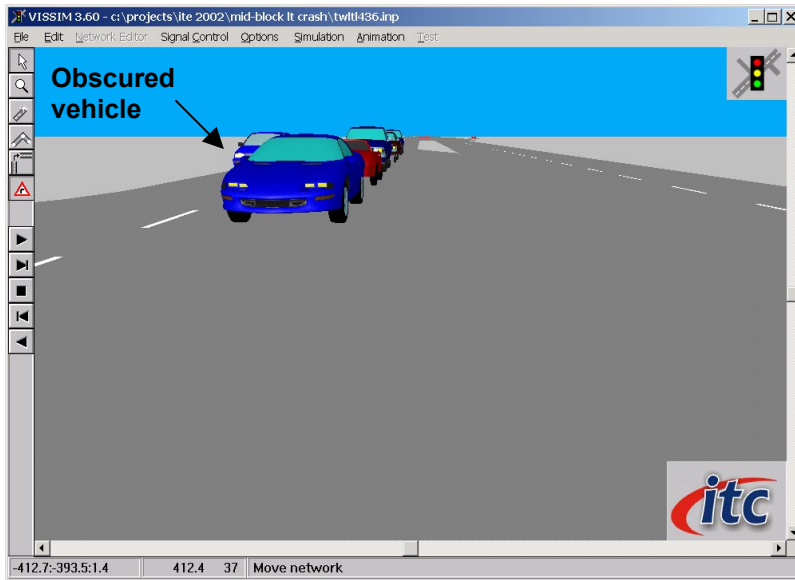 VISSIM 3.60 - c:\projects\ite 2002\mid-block lt crash\twltl436.inp
File Edit Network Editor Signal Control Options Simulation Animation Test
Obscured
vehicle
itc
-412.7:-393.5:1.4 412.4 37 Move network